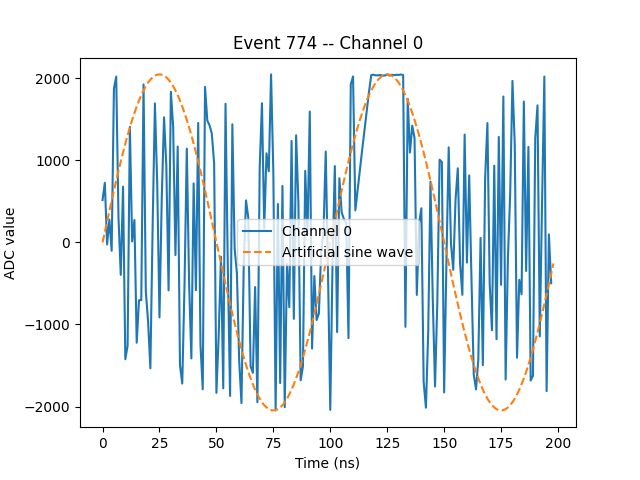 Event 774 -- Channel 0
ADC value
2000
1000
0
−1000
−2000
Channel 0
Artificial sine wave
0 25 50 75 100 125 150 175 200
Time (ns)